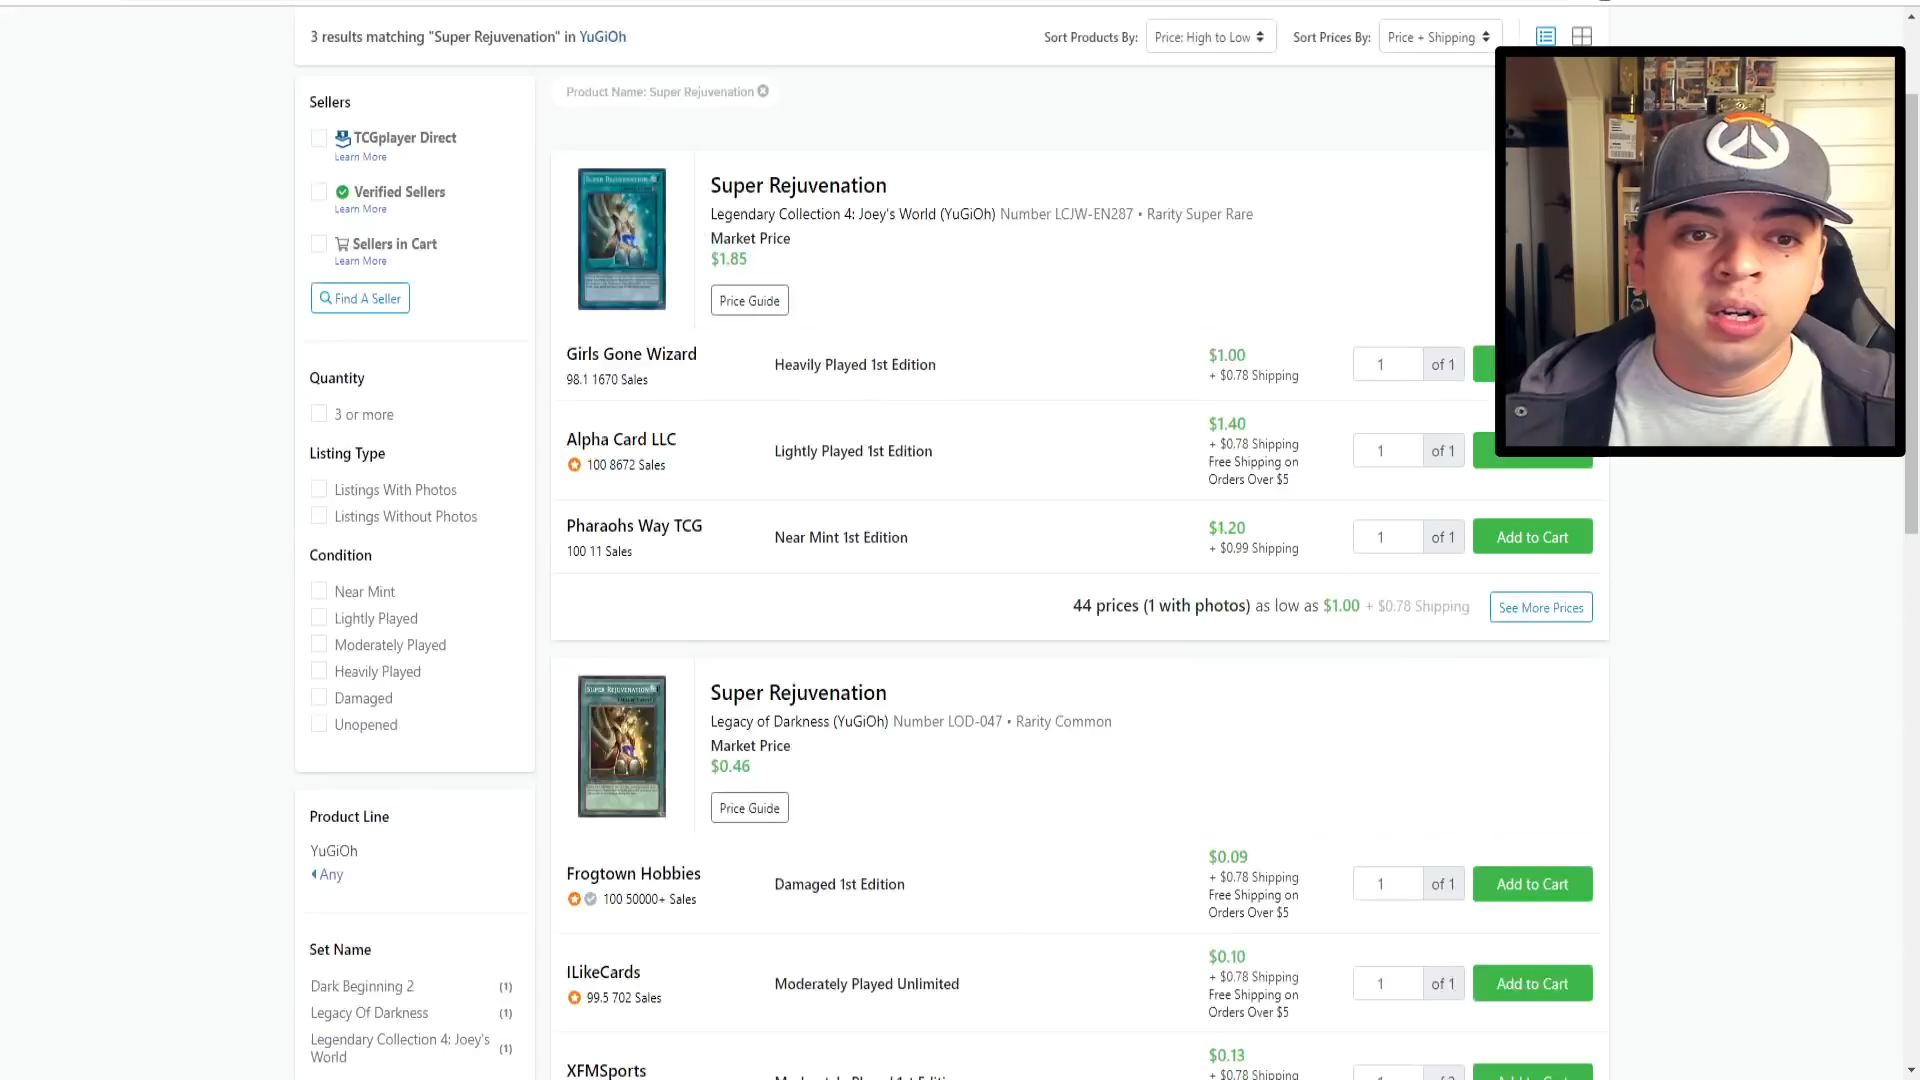 3 results matching "Super Rejuvenation" in YuGiOh
Sort Products By:
Price: High to Low
Sort Prices By:
Price + Shipping
Sellers
TCGplayer Direct
Learn More
Verified Sellers
Learn More
Sellers in Cart
Learn More
Find A Seller
Quantity
3 or more
Listing Type
Listings With Photos
Listings Without Photos
Condition
Near Mint
Lightly Played
Moderately Played
Heavily Played
Damaged
Unopened
Product Line
YuGiOh
Any
Set Name
Dark Beginning 2 (1)
Legacy Of Darkness (1)
Legendary Collection 4: Joey's (1)
World
Product Name: Super Rejuvenation
SUPER REJUVENATION
Super Rejuvenation
Legendary Collection 4: Joey's World (YuGiOh) Number LCJW-EN287 • Rarity Super Rare
Market Price
$1.85
Price Guide
Girls Gone Wizard
98.1 1670 Sales
Heavily Played 1st Edition
$1.00
+ $0.78 Shipping
1 of 1
Alpha Card LLC
100 8672 Sales
Lightly Played 1st Edition
$1.40
+ $0.78 Shipping
Free Shipping on
Orders Over $5
1 of 1
Pharaohs Way TCG
100 11 Sales
Near Mint 1st Edition
$1.20
+ $0.99 Shipping
1 of 1
Add to Cart
44 prices (1 with photos) as low as $1.00 + $0.78 Shipping
See More Prices
SUPER REJUVENATION
Super Rejuvenation
Legacy of Darkness (YuGiOh) Number LOD-047 • Rarity Common
Market Price
$0.46
Price Guide
Frogtown Hobbies
100 50000+ Sales
Damaged 1st Edition
$0.09
+ $0.78 Shipping
Free Shipping on
Orders Over $5
1 of 1
Add to Cart
ILikeCards
99.5 702 Sales
Moderately Played Unlimited
$0.10
+ $0.78 Shipping
Free Shipping on
Orders Over $5
1 of 1
Add to Cart
XFMSports
$0.13
+ $0.78 Shipping